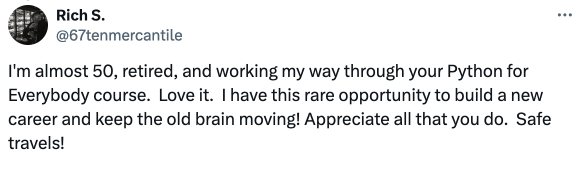 Rich S.
@67tenmercantile
I'm almost 50, retired, and working my way through your Python for
Everybody course.  Love it.  I have this rare opportunity to build a new
career and keep the old brain moving! Appreciate all that you do.  Safe
travels!